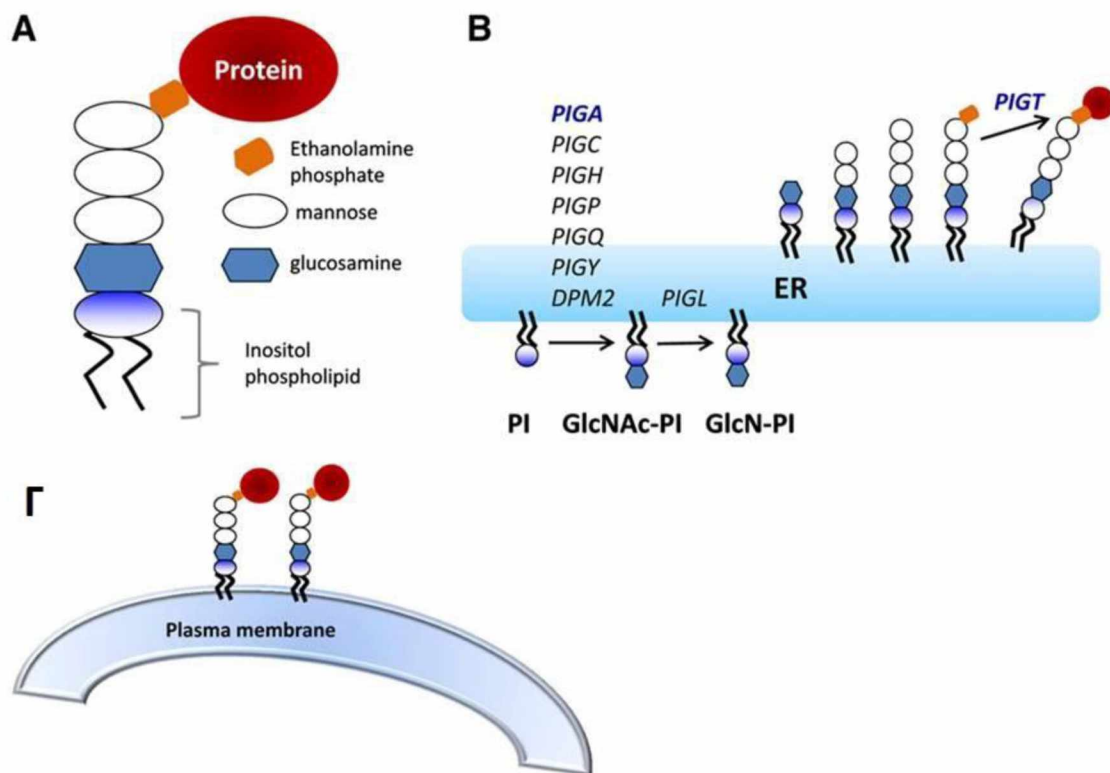 A
Protein
Ethanolamine
phosphate
mannose
glucosamine
Inositol
phospholipid
B
PIGA
PIGC
PIGH
PIGP
PIGQ
PIGY
DPM2
PIGL
PIGT
ER
PI
GlcNAc-PI
GlcN-PI
Γ
Plasma membrane